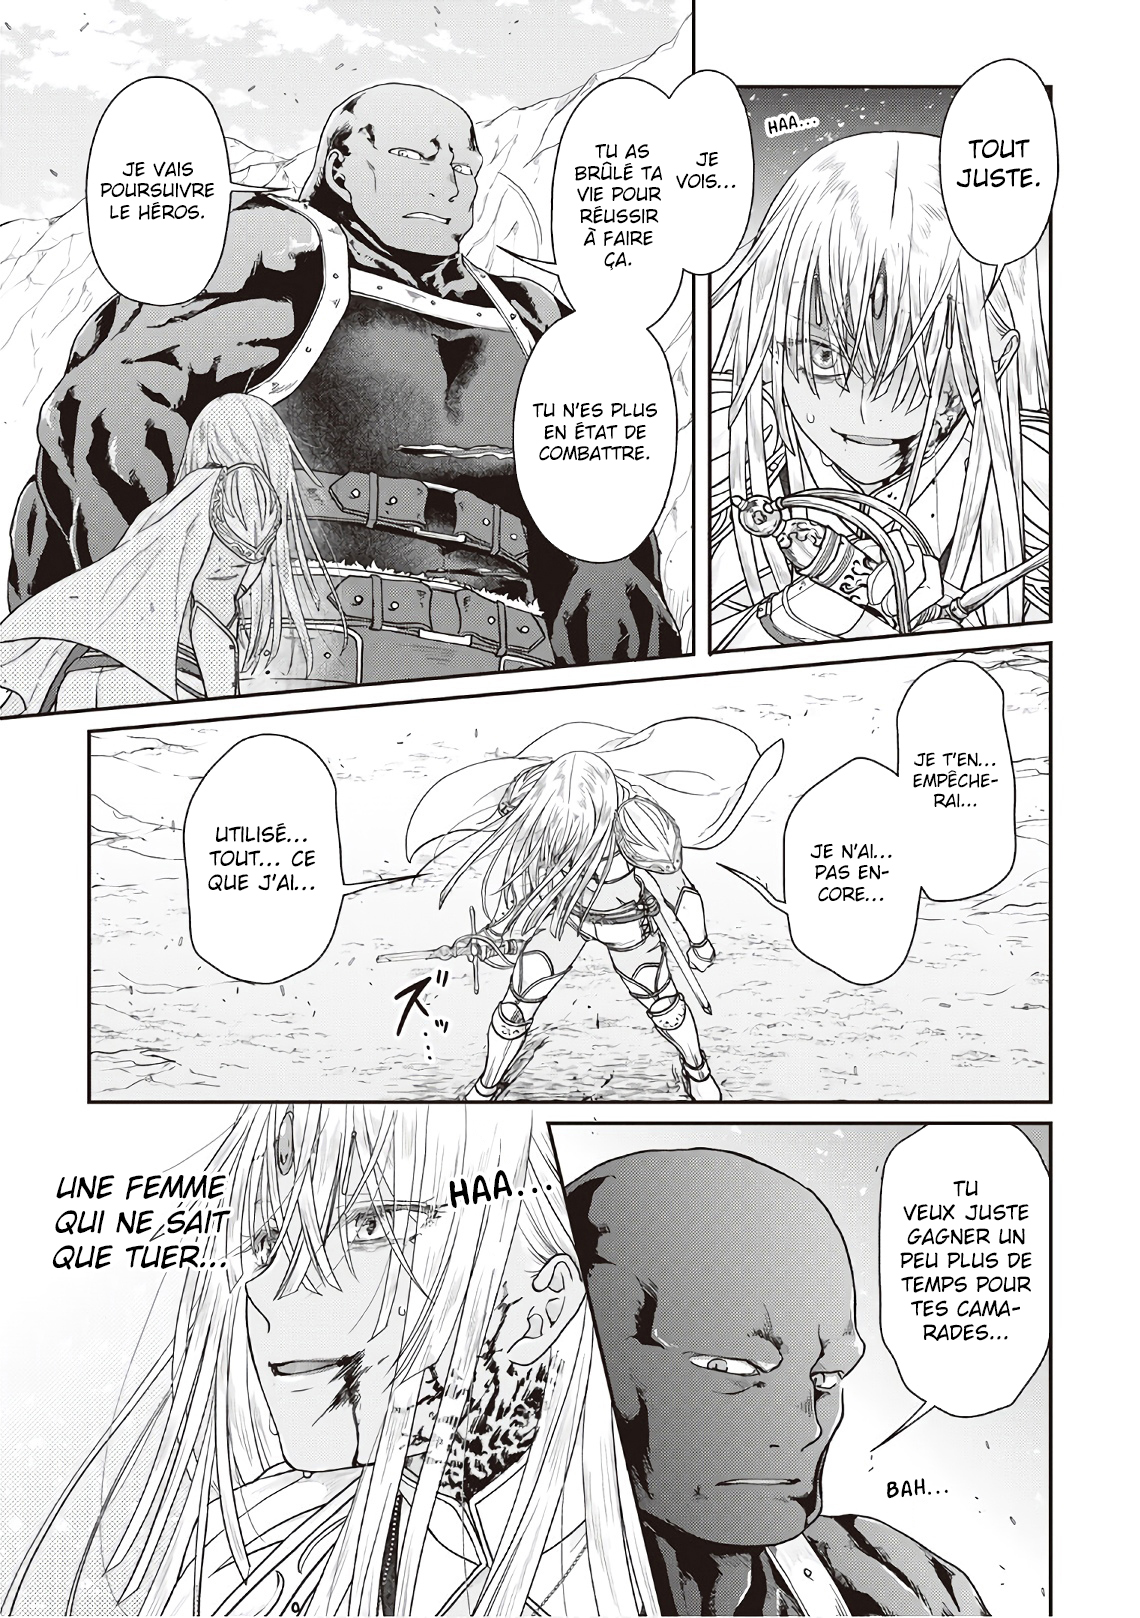 HAA...
TOUT
JUSTE.
JE
VOIS...
TU AS
BRÛLÉ TA
VIE POUR
RÉUSSIR
À FAIRE
ÇA.
TU N'ES PLUS
EN ÉTAT DE
COMBATTRE.
JE VAIS
POURSUIVRE
LE HÉROS.
JE T'EN...
EMPÊCHE-
RAI...
JE N'AI...
PAS EN-
CORE...
UTILISÉ...
TOUT... CE
QUE J'AI...
ズ"...
TU
VEUX JUSTE
GAGNER UN
PEU PLUS DE
TEMPS POUR
TES CAMA-
RADES...
BAH...
HAA...
UNE FEMME
QUI NE SAIT
QUE TUER...